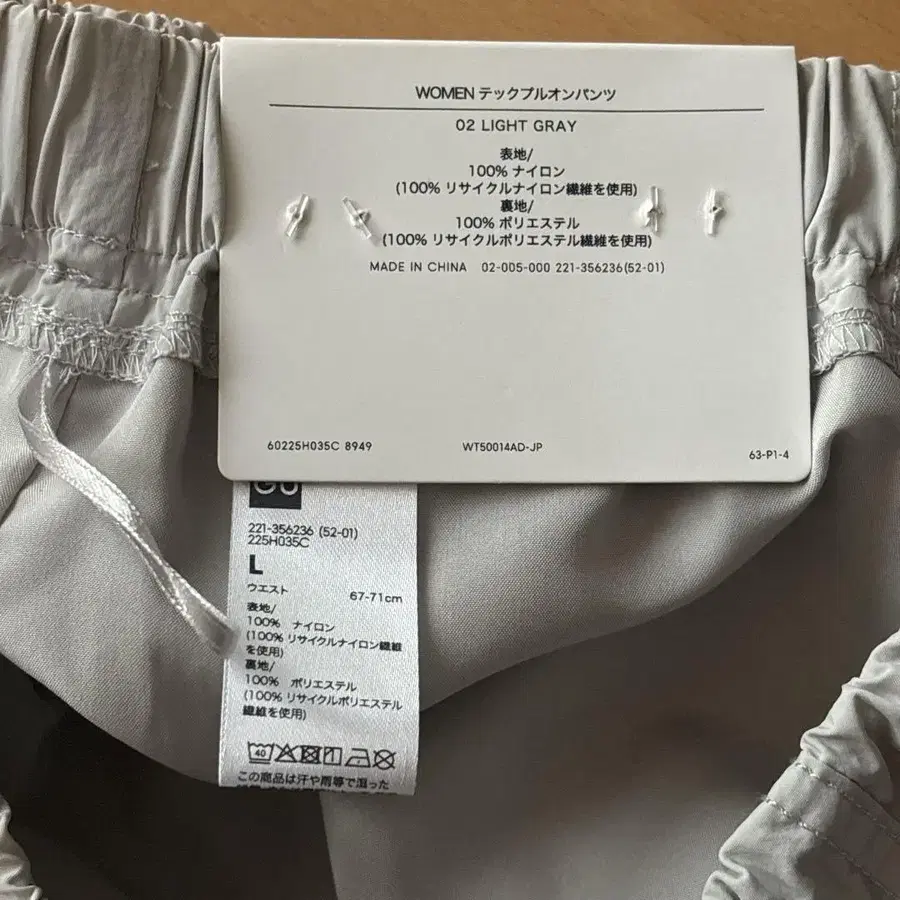 WOMEN テックプルオンパンツ
02 LIGHT GRAY
表地/
100% ナイロン
(100% リサイクルナイロン繊維を使用)
裏地/
100% ポリエステル
(100% リサイクルポリエステル繊維を使用)
MADE IN CHINA 02-005-000 221-356236(52-01)
60225H035C 8949 WT50014AD-JP 63-P1-4
GU
221-356236 (52-01)
225H035C
L
ウエスト 67-71cm
表地/
100% ナイロン
(100% リサイクルナイロン繊維
を使用)
裏地/
100% ポリエステル
(100% リサイクルポリエステル
繊維を使用)
40
この商品は汗や雨等で湿った